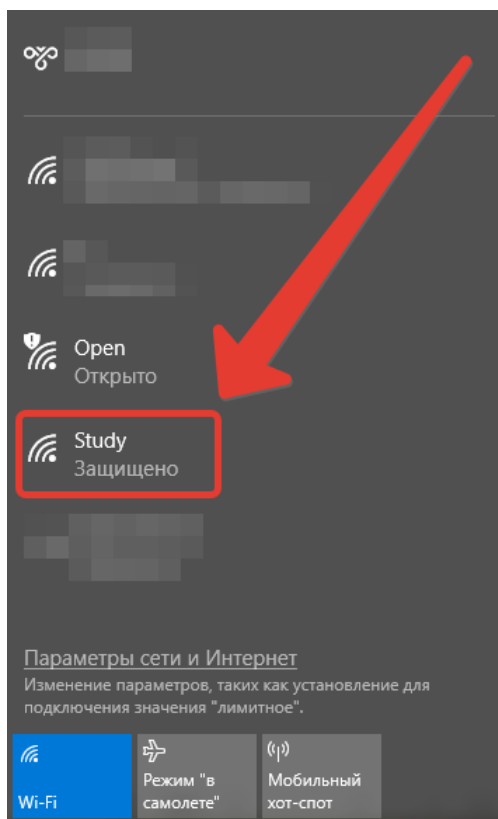 Open
Открыто
Study
Защищено
Параметры сети и Интернет
Изменение параметров, таких как установление для
подключения значения "лимитное".
Wi-Fi
Режим "в
самолете"
Мобильный
хот-спот